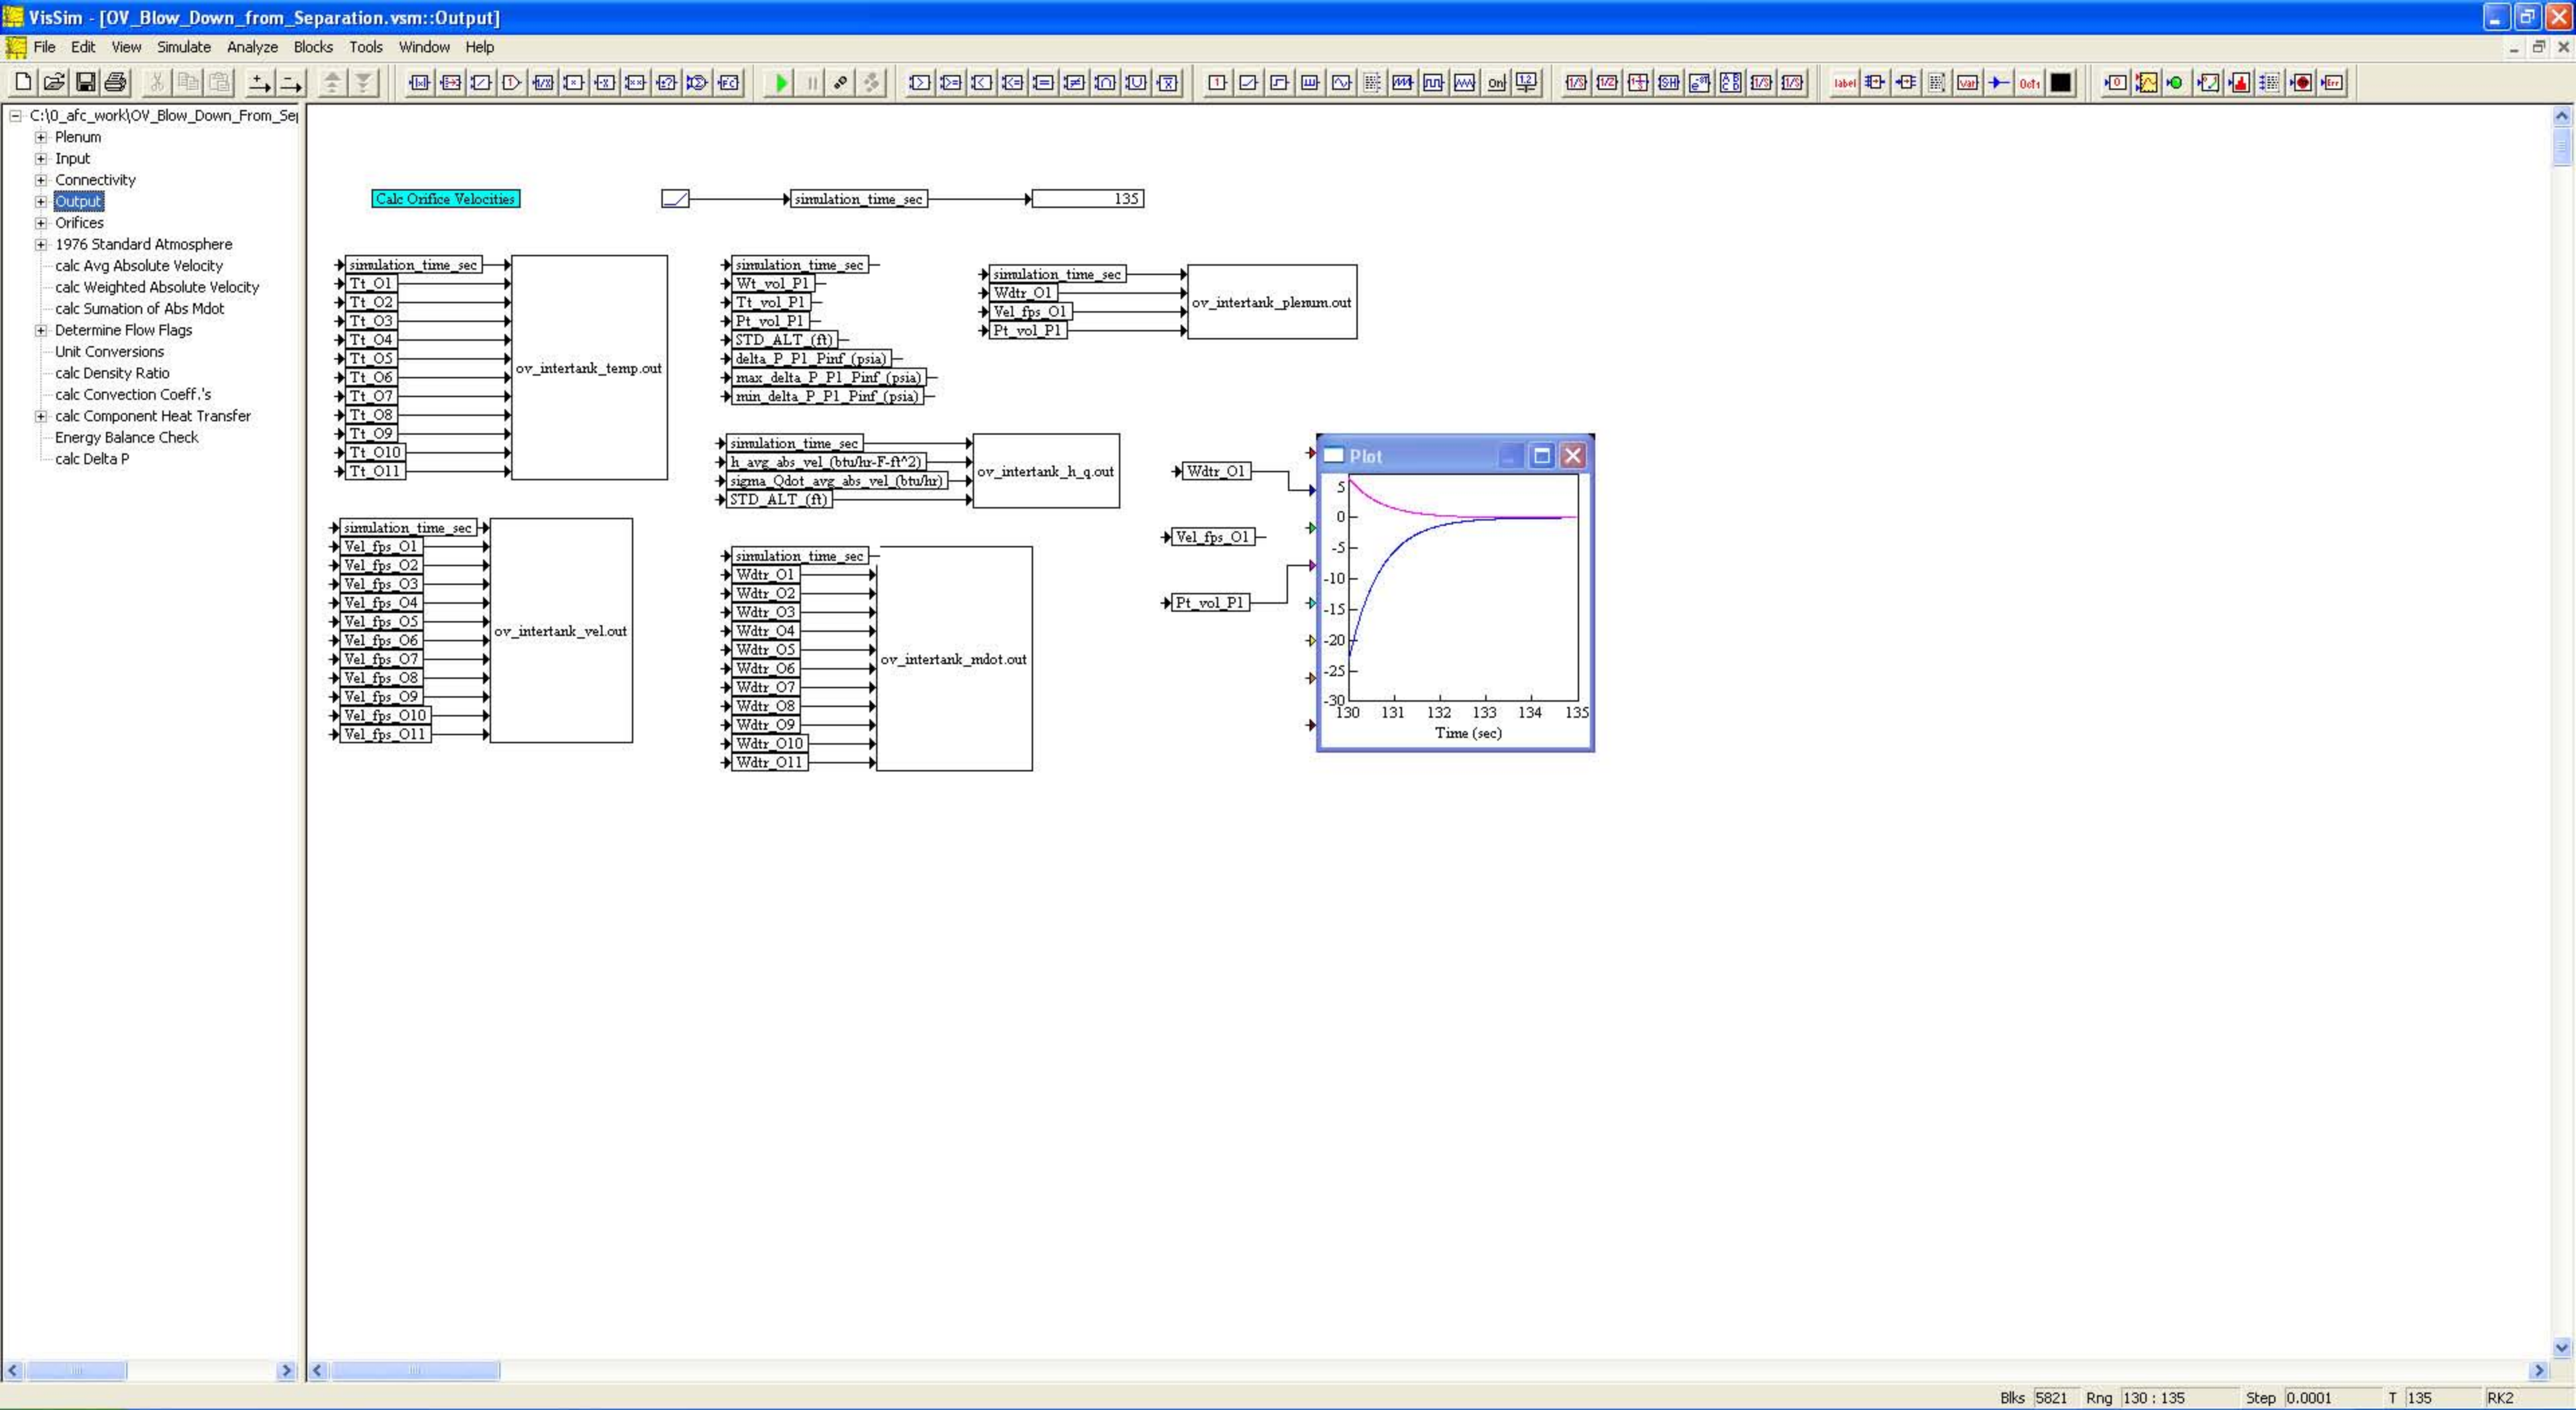 VisSim - [OV_Blow_Down_from_Separation.vsm::Output]
File Edit View Simulate Analyze Blocks Tools Window Help
C:\0_afc_work\OV_Blow_Down_From_Sep
Plenum
Input
Connectivity
Output
Orifices
1976 Standard Atmosphere
calc Avg Absolute Velocity
calc Weighted Absolute Velocity
calc Sumation of Abs Mdot
Determine Flow Flags
Unit Conversions
calc Density Ratio
calc Convection Coeff.'s
calc Component Heat Transfer
Energy Balance Check
calc Delta P
Calc Orifice Velocities
simulation_time_sec
135
simulation_time_sec
Tt_O1
Tt_O2
Tt_O3
Tt_O4
Tt_O5
Tt_O6
Tt_O7
Tt_O8
Tt_O9
Tt_O10
Tt_O11
ov_intertank_temp.out
simulation_time_sec
Wt_vol_P1
Tt_vol_P1
Pt_vol_P1
STD_ALT_(ft)
delta_P_P1_Pinf_(psia)
max_delta_P_P1_Pinf_(psia)
min_delta_P_P1_Pinf_(psia)
simulation_time_sec
Wdtr_O1
Vel_fps_O1
Pt_vol_P1
ov_intertank_plenum.out
simulation_time_sec
h_avg_abs_vel_(btu/hr-F-ft^2)
sigma_Qdot_avg_abs_vel_(btu/hr)
STD_ALT_(ft)
ov_intertank_h_q.out
simulation_time_sec
Vel_fps_O1
Vel_fps_O2
Vel_fps_O3
Vel_fps_O4
Vel_fps_O5
Vel_fps_O6
Vel_fps_O7
Vel_fps_O8
Vel_fps_O9
Vel_fps_O10
Vel_fps_O11
ov_intertank_vel.out
simulation_time_sec
Wdtr_O1
Wdtr_O2
Wdtr_O3
Wdtr_O4
Wdtr_O5
Wdtr_O6
Wdtr_O7
Wdtr_O8
Wdtr_O9
Wdtr_O10
Wdtr_O11
ov_intertank_mdot.out
Wdtr_O1
Vel_fps_O1
Pt_vol_P1
Plot
5
0
-5
-10
-15
-20
-25
-30
130 131 132 133 134 135
Time (sec)
Blks 5821 Rng 130 : 135 Step 0.0001 T 135 RK2